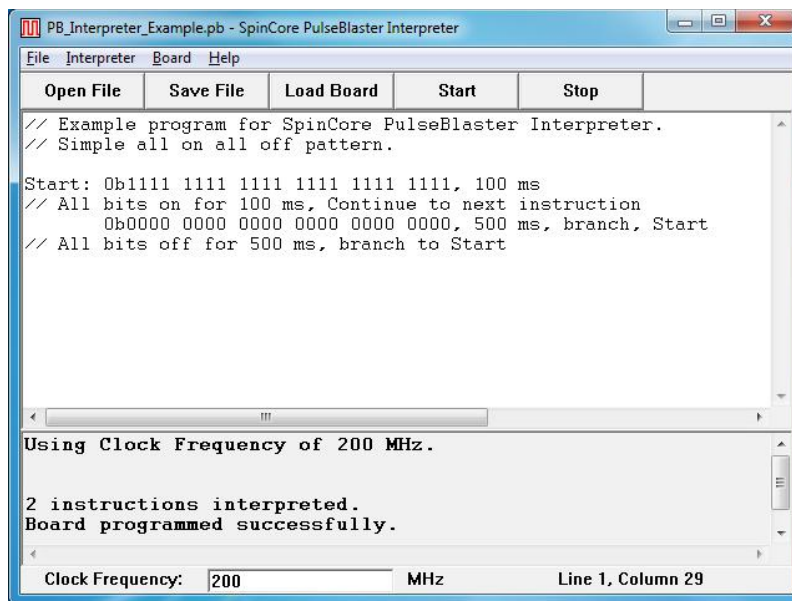 PB_Interpreter_Example.pb - SpinCore PulseBlaster Interpreter
File Interpreter Board Help
Open File Save File Load Board Start Stop
// Example program for SpinCore PulseBlaster Interpreter.
// Simple all on all off pattern.
Start: 0b1111 1111 1111 1111 1111 1111, 100 ms
// All bits on for 100 ms, Continue to next instruction
0b0000 0000 0000 0000 0000 0000, 500 ms, branch, Start
// All bits off for 500 ms, branch to Start
Using Clock Frequency of 200 MHz.
2 instructions interpreted.
Board programmed successfully.
Clock Frequency: 200 MHz Line 1, Column 29